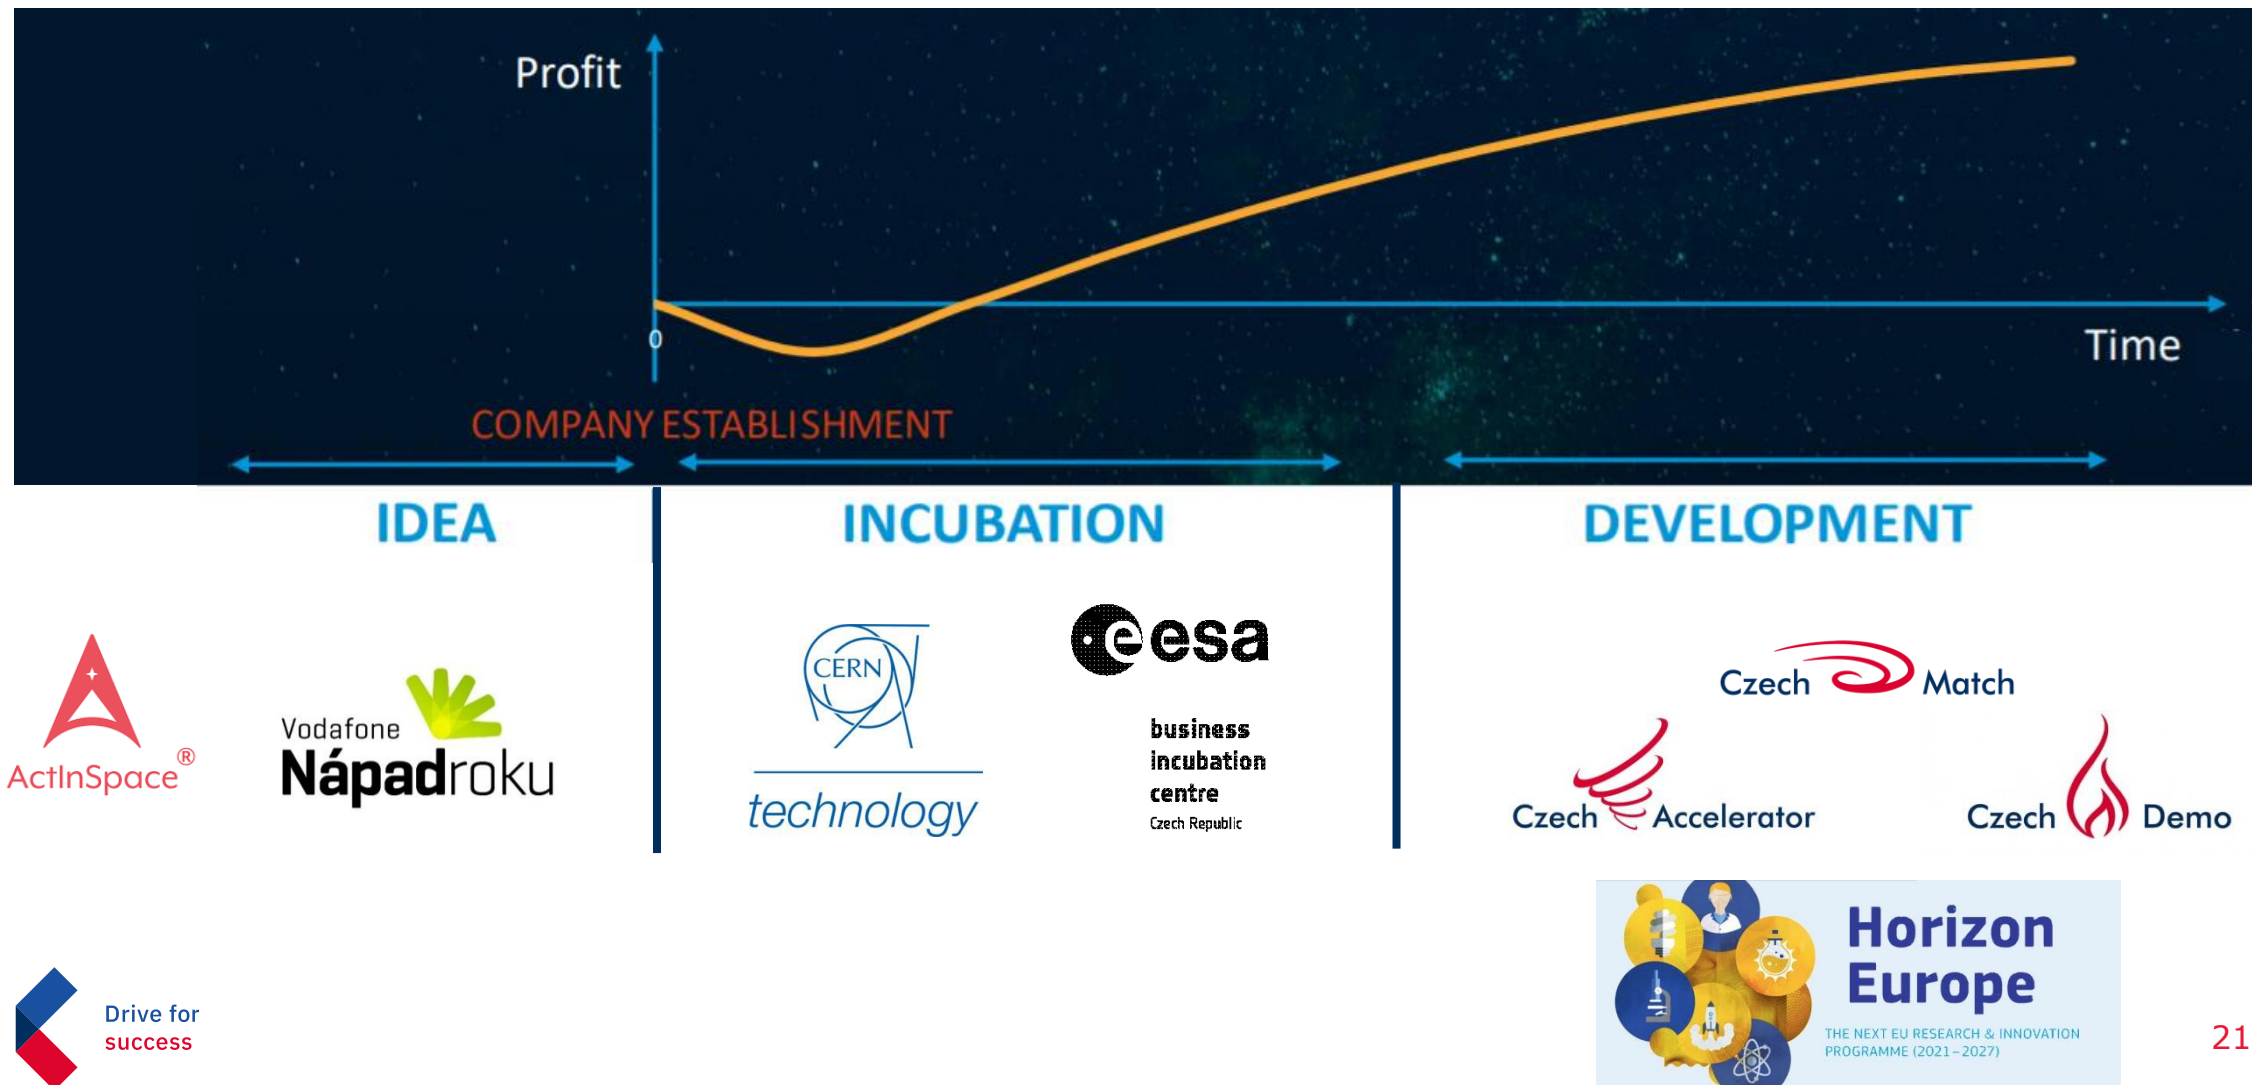 Profit
0
Time
COMPANY ESTABLISHMENT
IDEA
INCUBATION
DEVELOPMENT
ActInSpace®
Vodafone
Nápadroku
CERN
technology
esa
business
incubation
centre
Czech Republic
Czech Match
Czech Accelerator
Czech Demo
Horizon
Europe
THE NEXT EU RESEARCH & INNOVATION
PROGRAMME (2021–2027)
Drive for
success
21